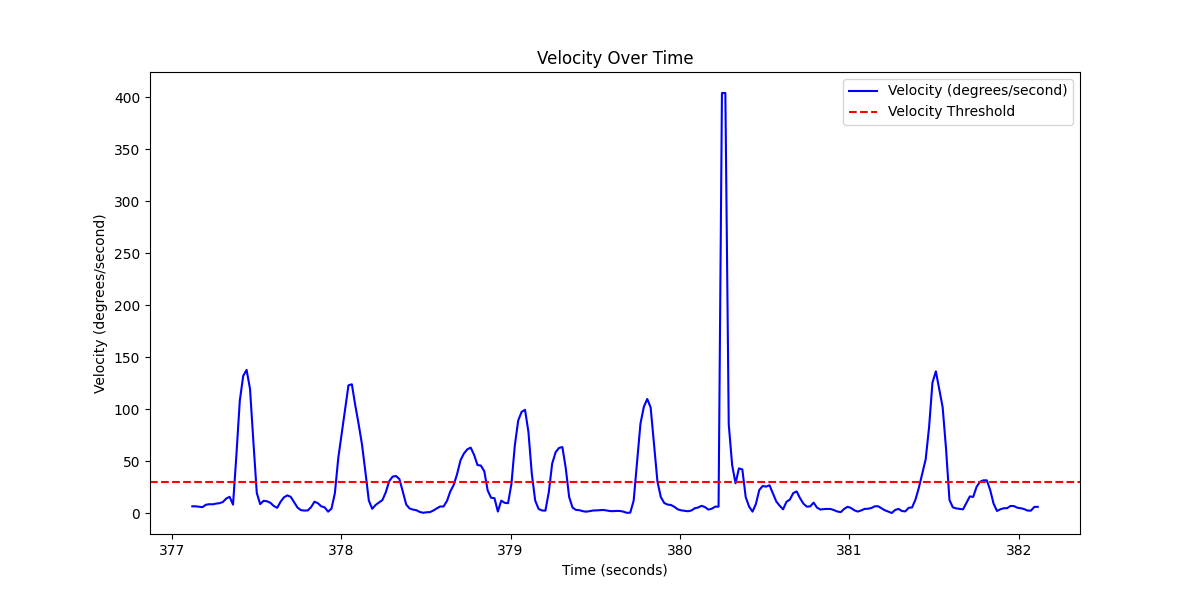 Velocity Over Time
Velocity (degrees/second)
Velocity Threshold
400
350
300
250
200
150
100
50
0
Velocity (degrees/second)
377 378 379 380 381 382
Time (seconds)